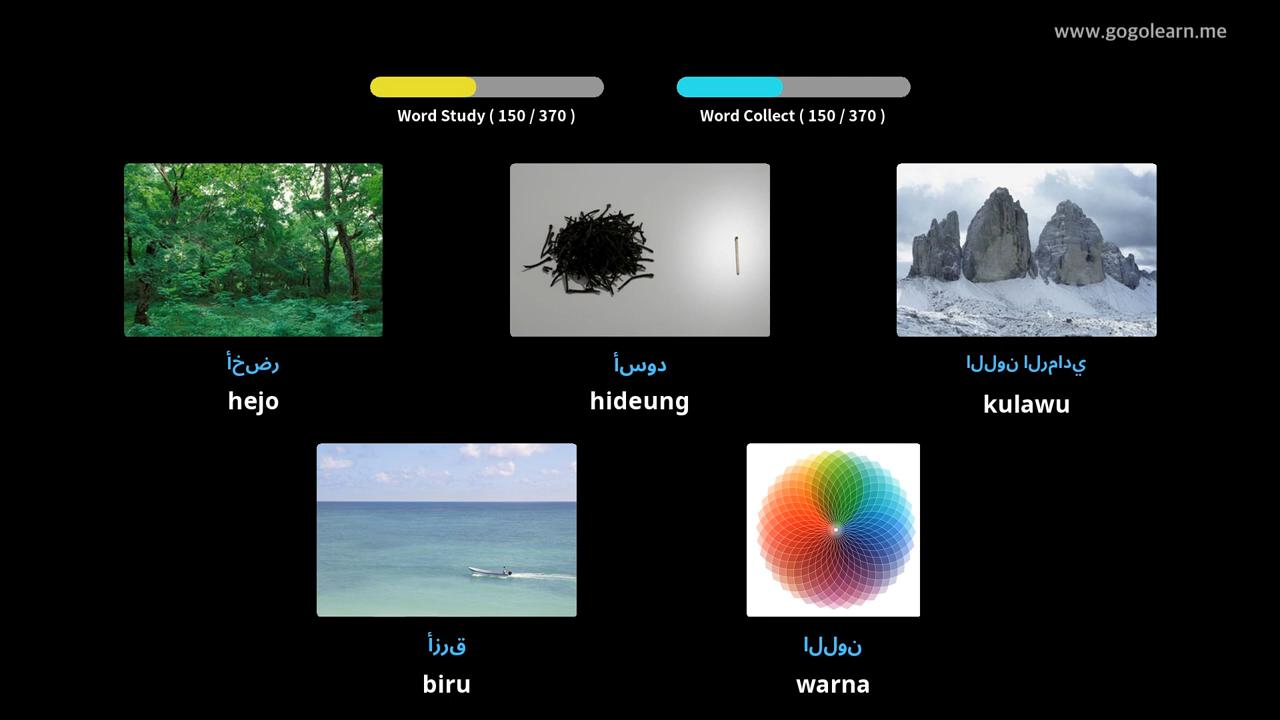 www.gogolearn.me
Word Study ( 150 / 370 )
Word Collect ( 150 / 370 )
أخضر
hejo
أسود
hideung
اللون الرمادي
kulawu
أزرق
biru
اللون
warna